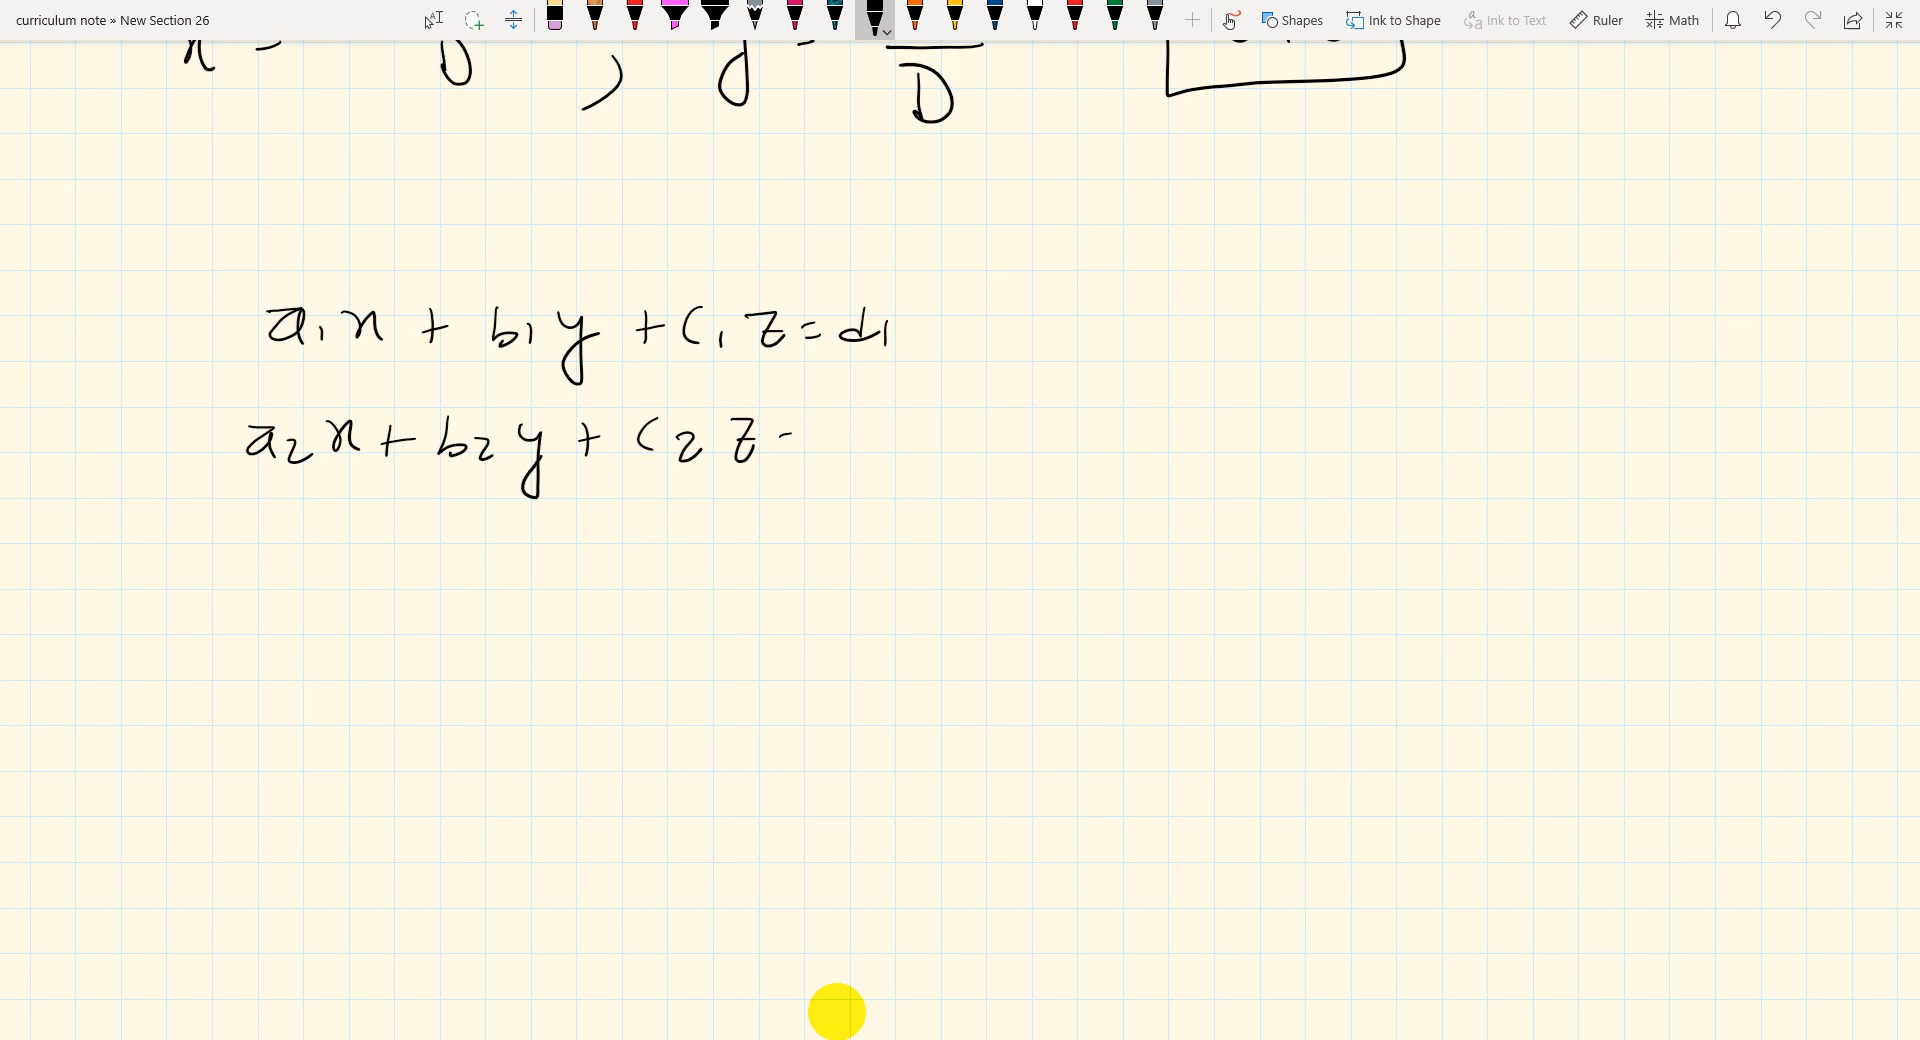 curriculum note » New Section 26
Shapes Ink to Shape Ink to Text Ruler Math
x = D , y = D
a₁x + b₁y + c₁z = d₁
a₂x + b₂y + c₂z -